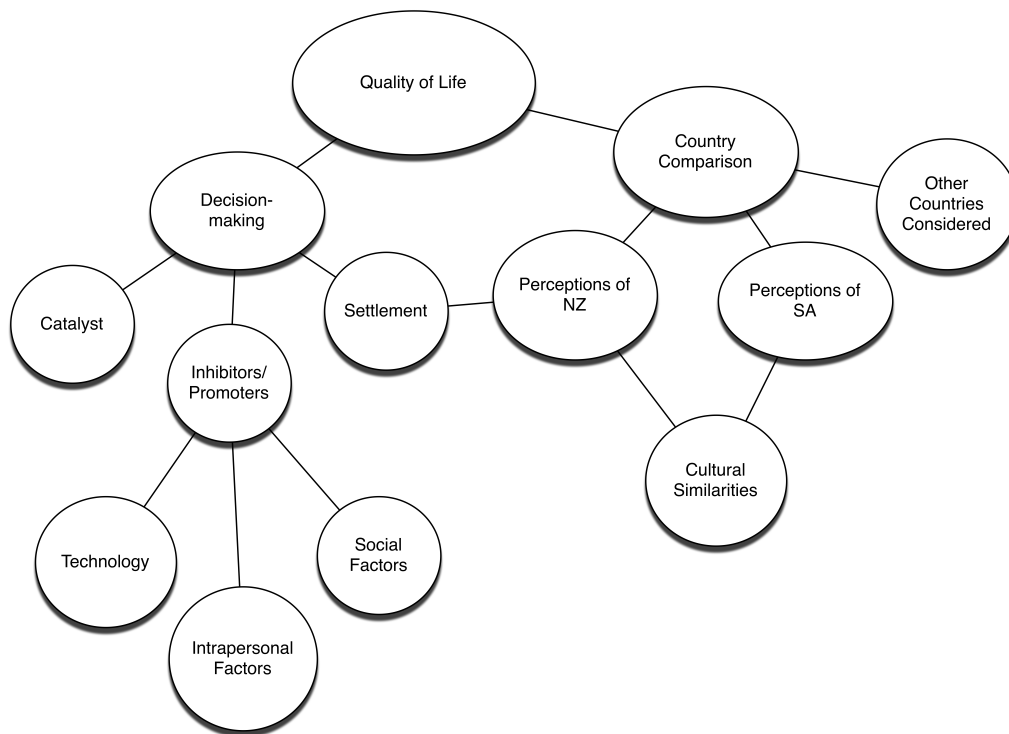 Quality of Life
Country
Comparison
Decision-
making
Other
Countries
Considered
Catalyst
Settlement
Perceptions of
NZ
Perceptions of
SA
Inhibitors/
Promoters
Cultural
Similarities
Technology
Social
Factors
Intrapersonal
Factors